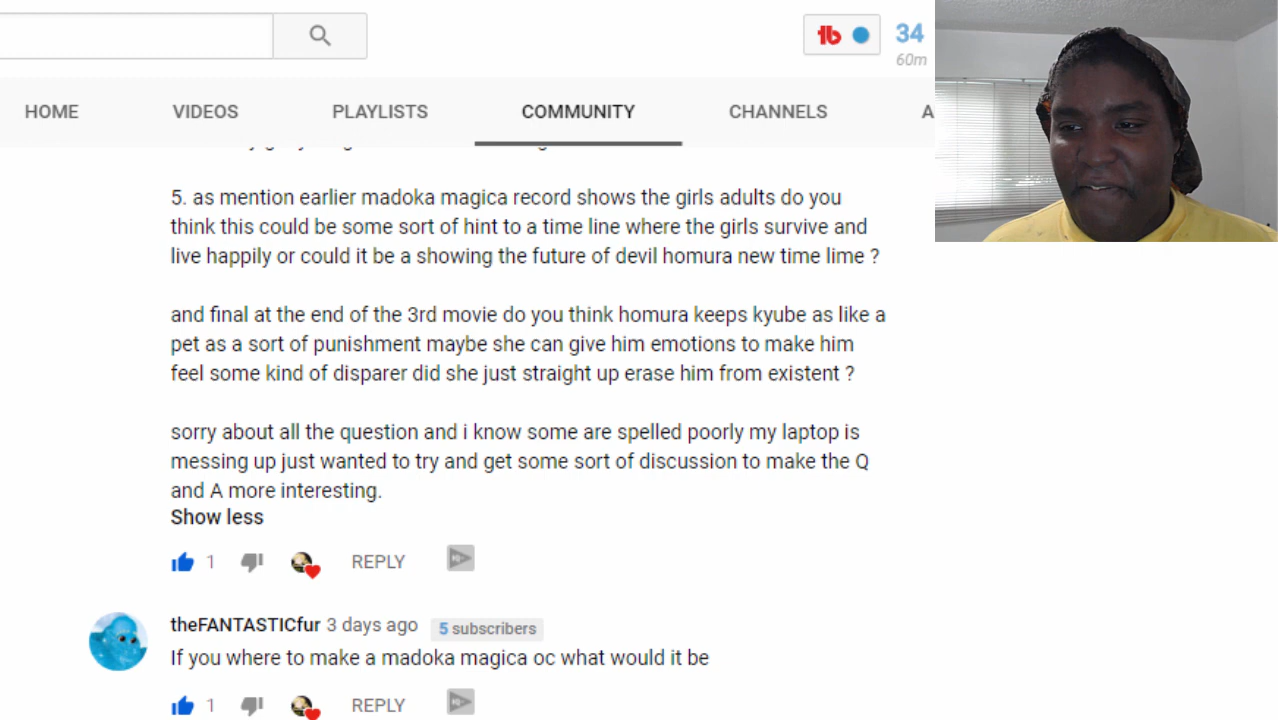 34
60m
HOME VIDEOS PLAYLISTS COMMUNITY CHANNELS A
5. as mention earlier madoka magica record shows the girls adults do you
think this could be some sort of hint to a time line where the girls survive and
live happily or could it be a showing the future of devil homura new time lime ?
and final at the end of the 3rd movie do you think homura keeps kyube as like a
pet as a sort of punishment maybe she can give him emotions to make him
feel some kind of disparer did she just straight up erase him from existent ?
sorry about all the question and i know some are spelled poorly my laptop is
messing up just wanted to try and get some sort of discussion to make the Q
and A more interesting.
Show less
1 REPLY
theFANTASTICfur 3 days ago 5 subscribers
If you where to make a madoka magica oc what would it be
1 REPLY